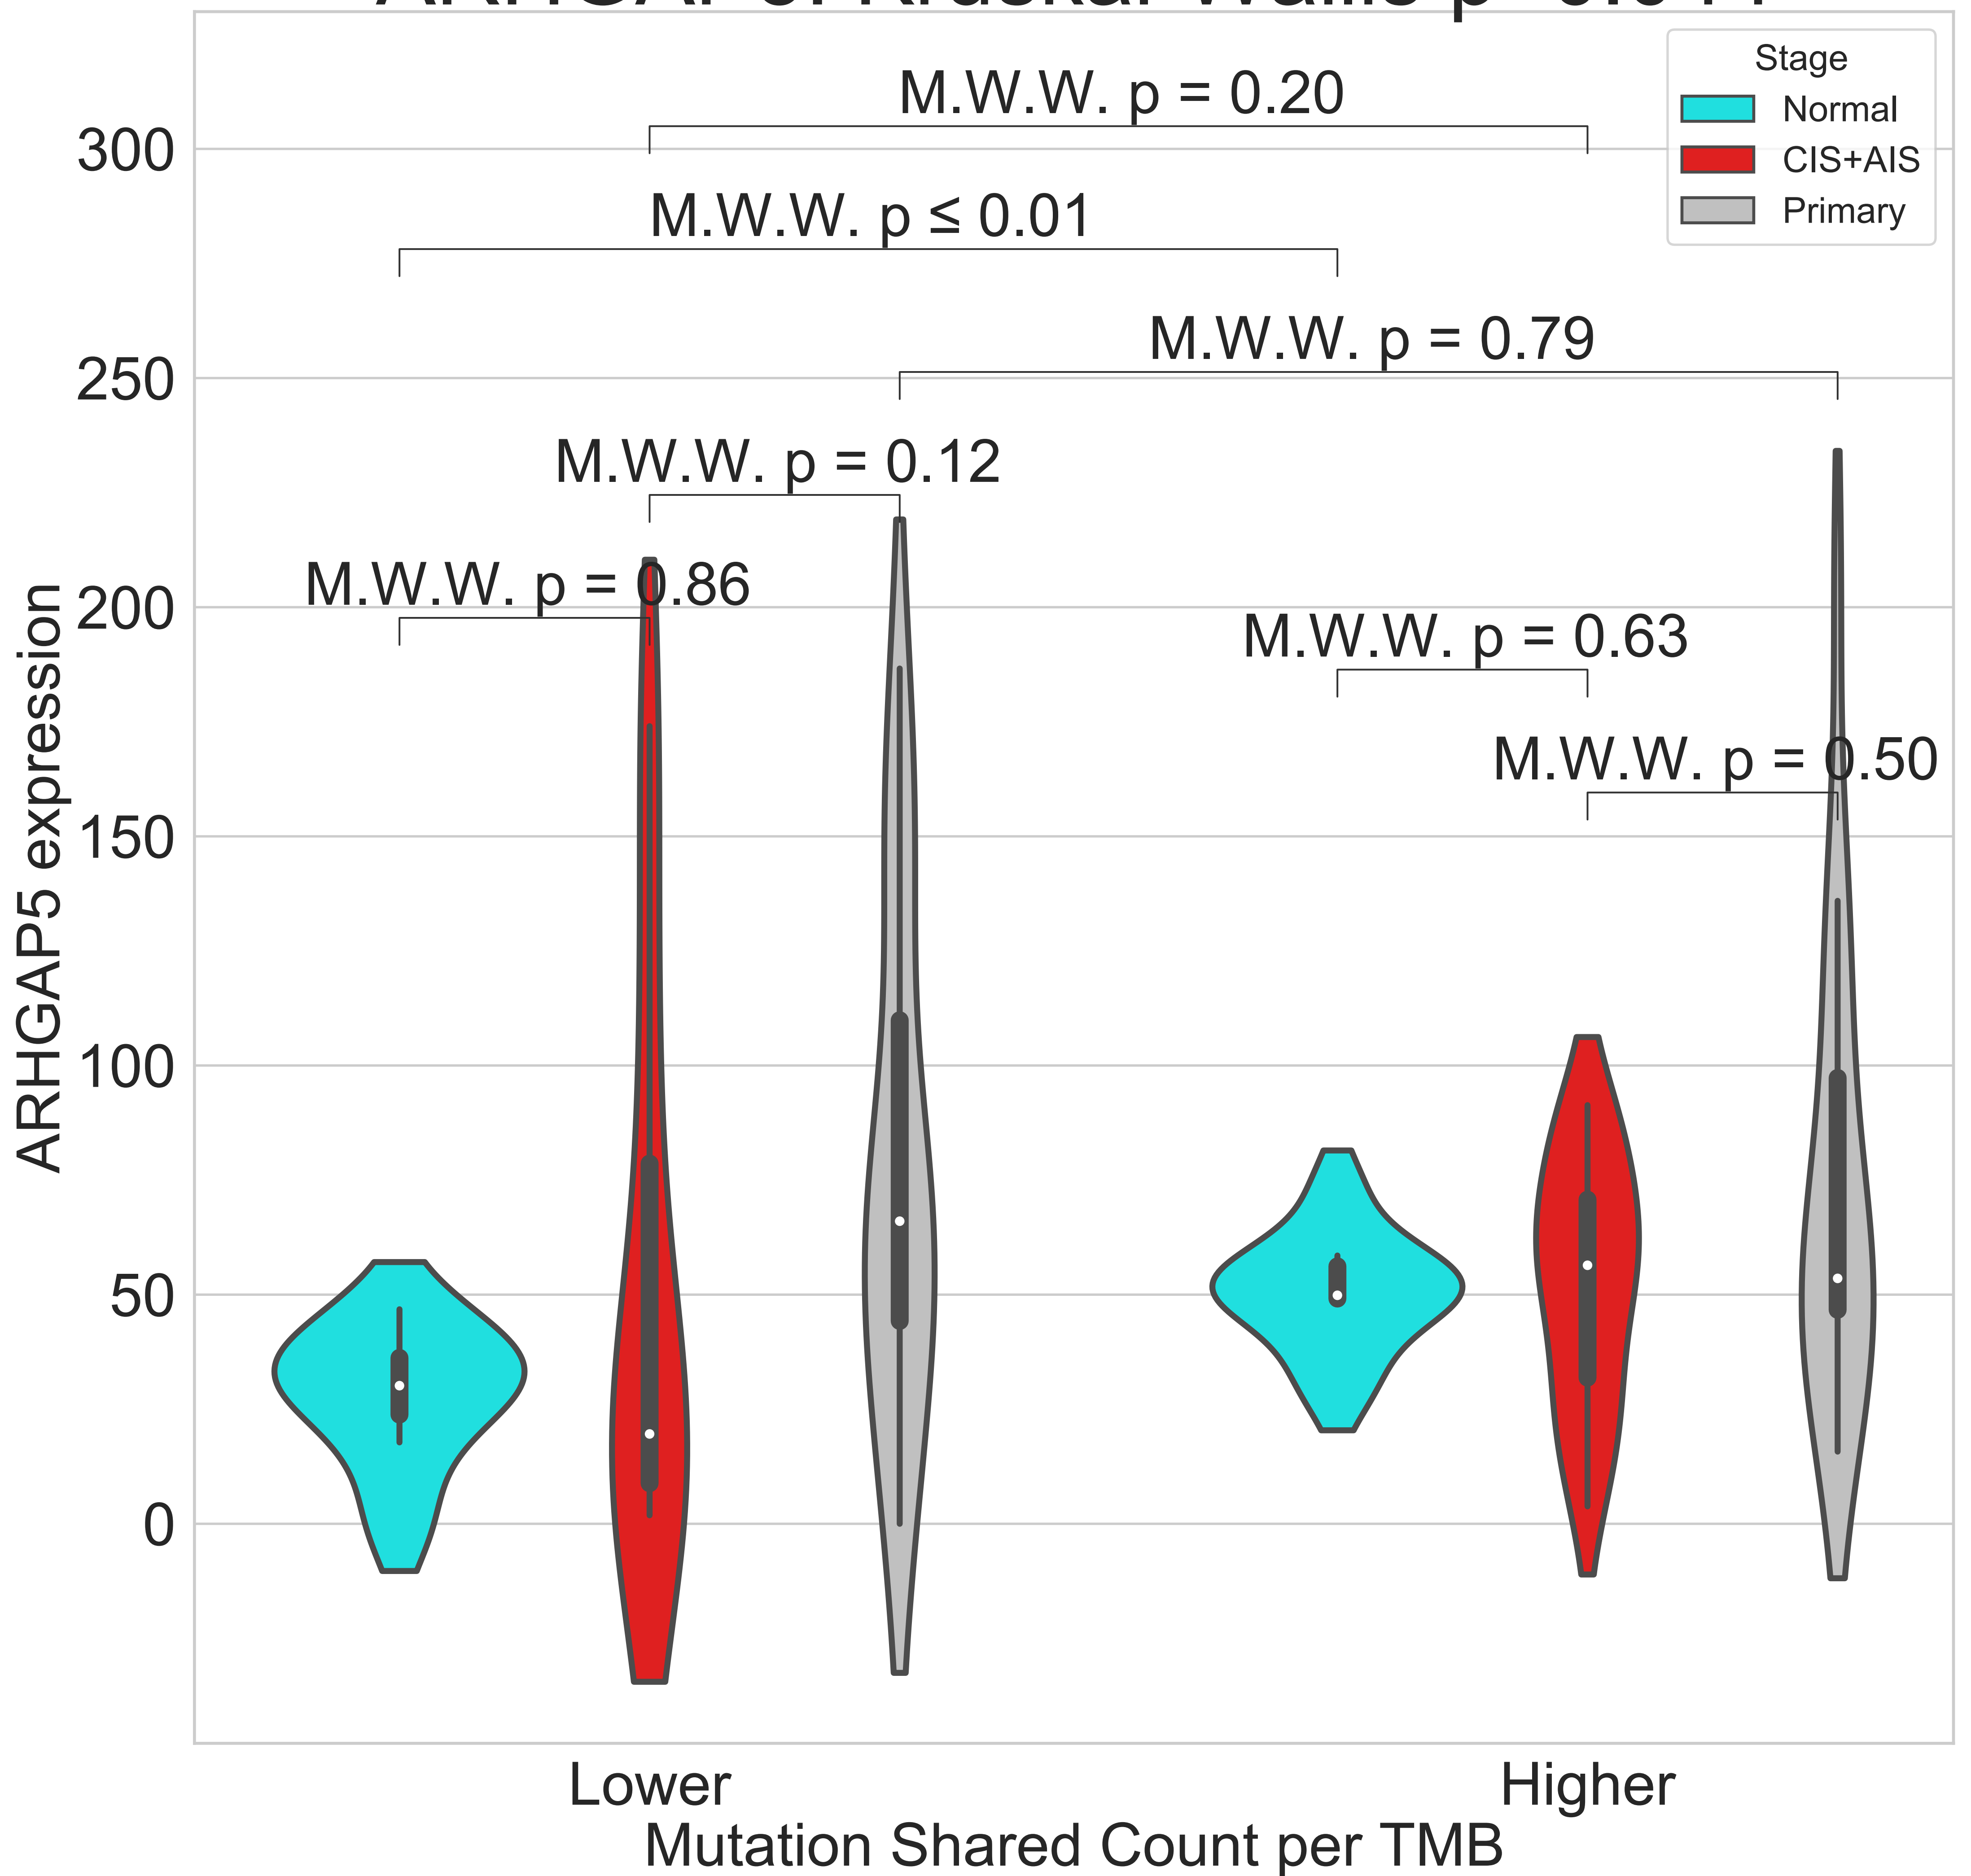 Stage
Normal
CIS+AIS
Primary
M.W.W. p = 0.20
M.W.W. p ≤ 0.01
M.W.W. p = 0.79
M.W.W. p = 0.12
M.W.W. p = 0.86
M.W.W. p = 0.63
M.W.W. p = 0.50
300
250
200
150
100
50
0
ARHGAP5 expression
Lower
Higher
Mutation Shared Count per TMB